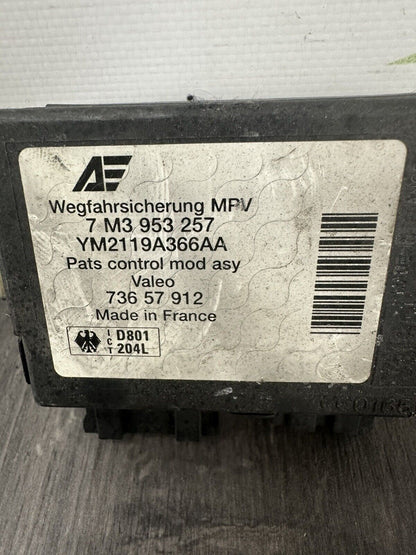 AE
Wegfahrsicherung MPV
7 M3 953 257
YM2119A366AA
Pats control mod asy
Valeo
736 57 912
Made in France
ICT
D801
204L